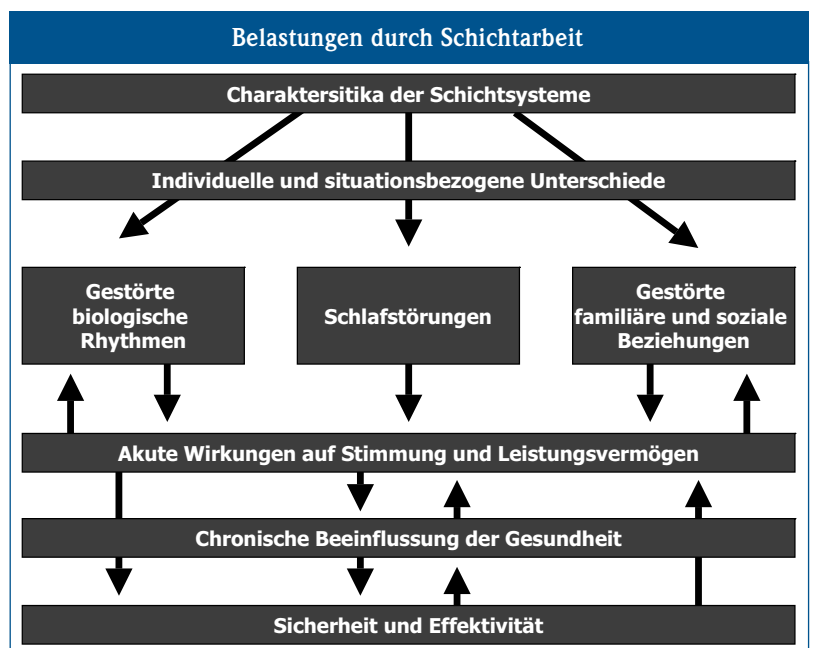 Belastungen durch Schichtarbeit
Charaktersitika der Schichtsysteme
Individuelle und situationsbezogene Unterschiede
Gestörte
biologische
Rhythmen
Schlafstörungen
Gestörte
familiäre und soziale
Beziehungen
Akute Wirkungen auf Stimmung und Leistungsvermögen
Chronische Beeinflussung der Gesundheit
Sicherheit und Effektivität